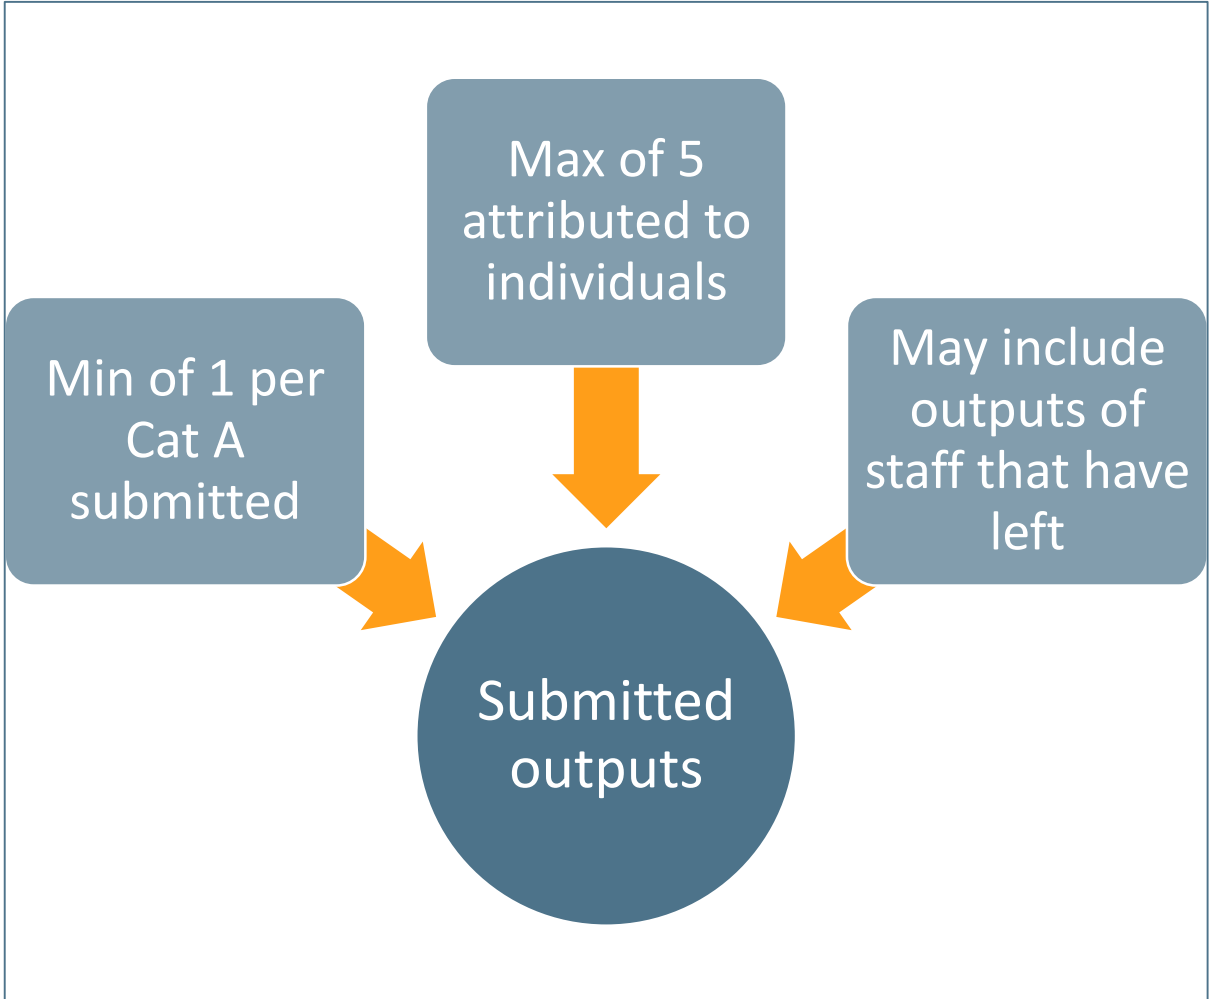 Max of 5
attributed to
individuals
Min of 1 per
Cat A
submitted
May include
outputs of
staff that have
left
Submitted
outputs